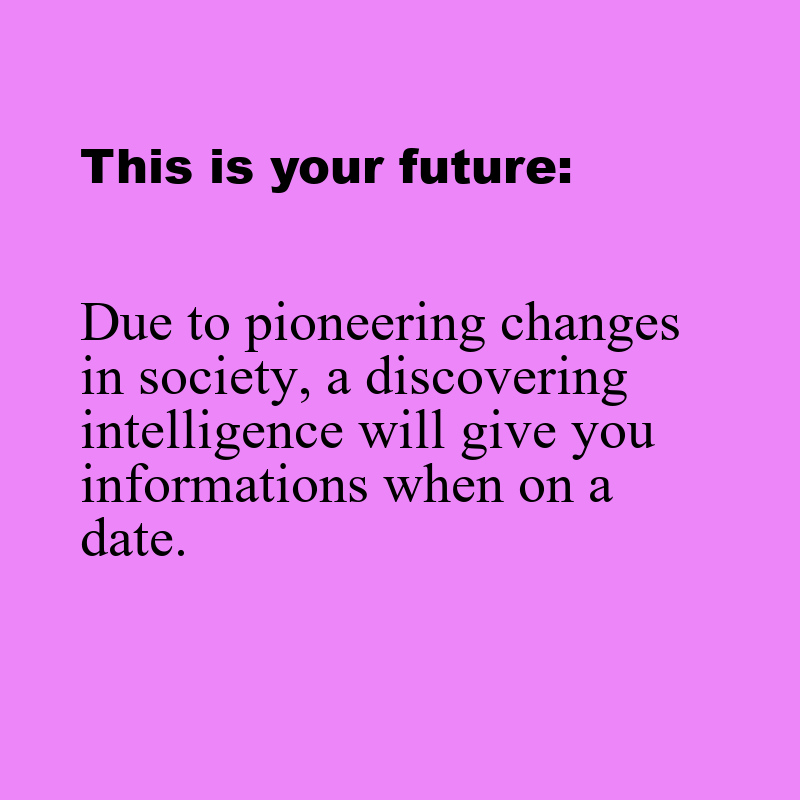 This is your future:
Due to pioneering changes
in society, a discovering
intelligence will give you
informations when on a
date.